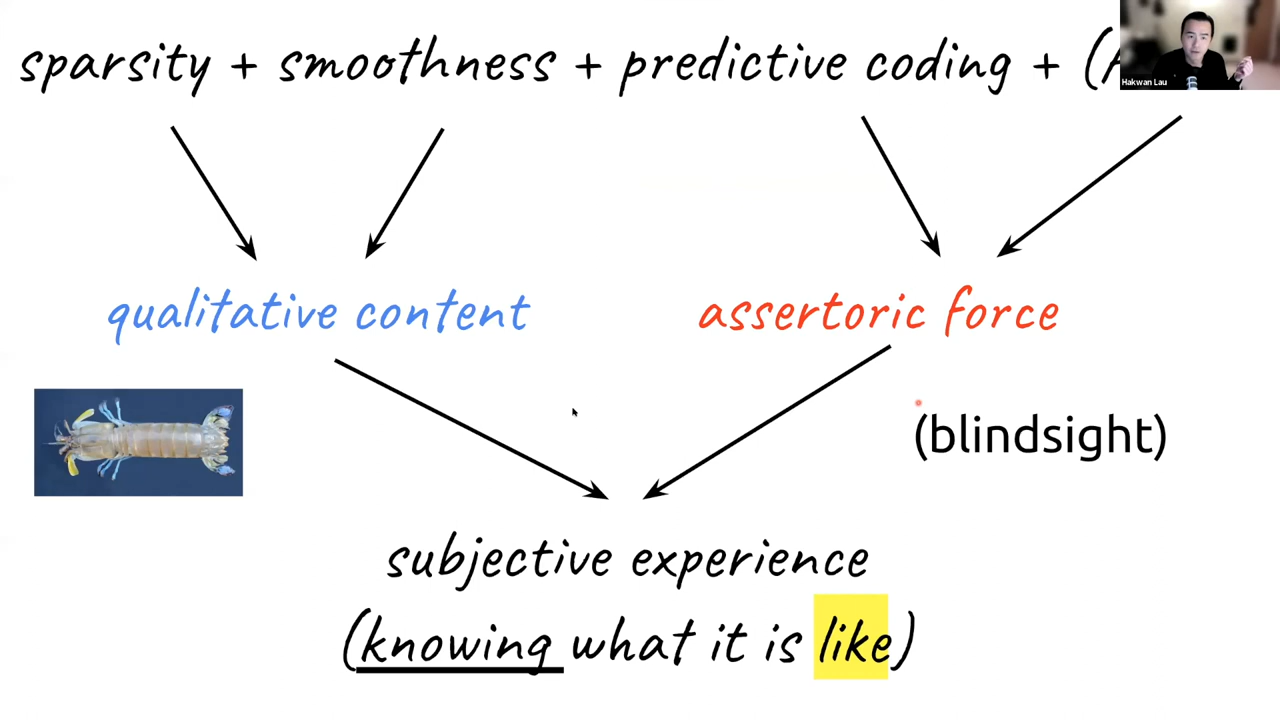 sparsity + smoothness + predictive coding + (
Hakwan Lau
qualitative content
assertoric force
(blindsight)
subjective experience
(knowing what it is like)